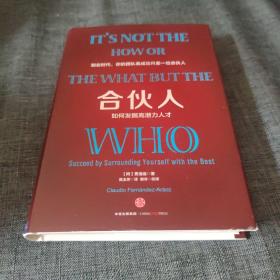 IT'S NOT THE
HOW OR
THE WHAT BUT THE
合伙人
如何发掘高潜力人才
WHO
Succeed by Surrounding Yourself with the Best
Claudio Fernández-Aráoz
中信出版集团